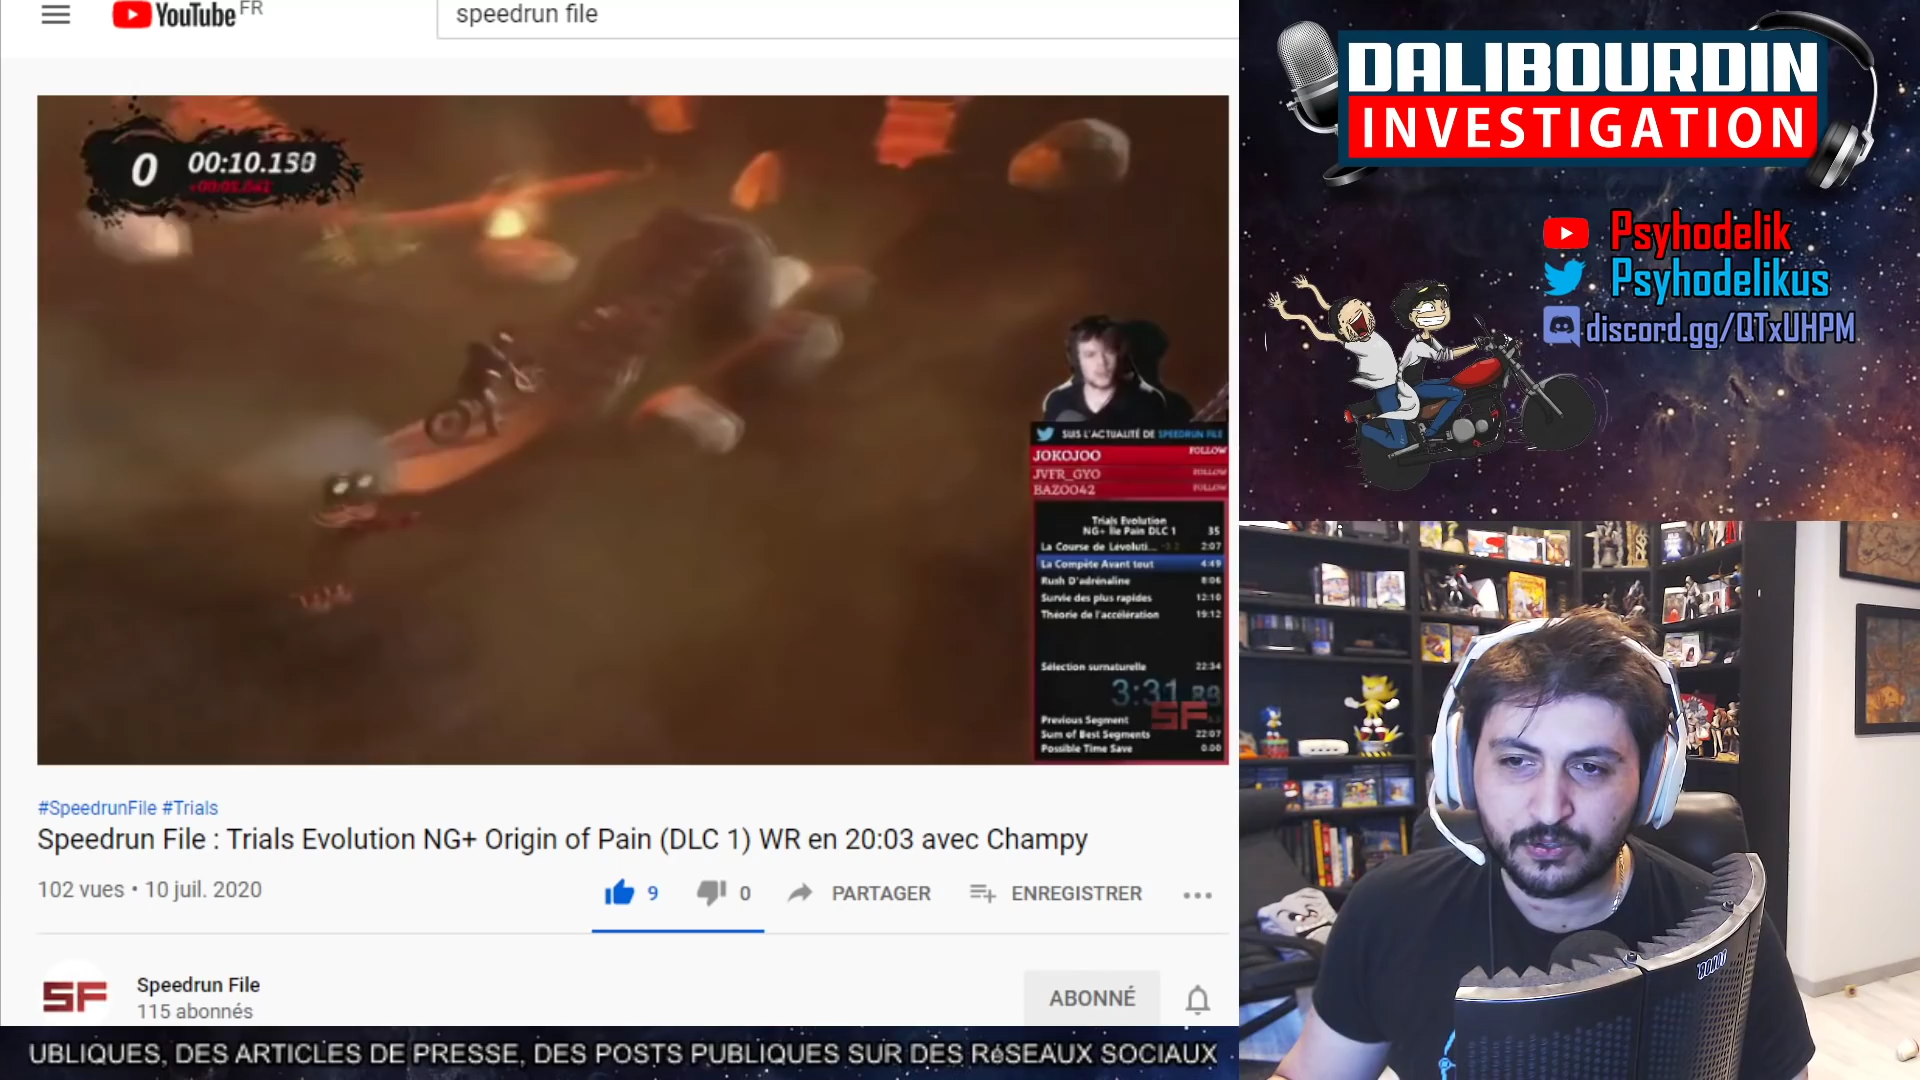 YouTube FR
speedrun file
0 00:10.138
SUIS L'ACTUALITÉ DE SPEEDRUN FILE
JOKOJOO FOLLOW
JVFR_GYO FOLLOW
BAZOO42 FOLLOW
Trials Evolution
NG+ Ile Pain DLC 1 35
La Course de Lévoluti... 2:07
La Compète Avant tout 4:49
Rush D'adrénaline 8:06
Survie des plus rapides 12:10
Théorie de l'accélération 19:12
Sélection surnaturelle 22:34
3:31
SF
Previous Segment
Sum of Best Segments 22:07
Possible Time Save 0.00
#SpeedrunFile #Trials
Speedrun File : Trials Evolution NG+ Origin of Pain (DLC 1) WR en 20:03 avec Champy
102 vues • 10 juil. 2020
9 0 PARTAGER ENREGISTRER
SF
Speedrun File
115 abonnés
ABONNÉ
UBLIQUES, DES ARTICLES DE PRESSE, DES POSTS PUBLIQUES SUR DES RéSEAUX SOCIAUX
DALIBOURDIN
INVESTIGATION
Psyhodelik
Psyhodelikus
discord.gg/QTxUHPM